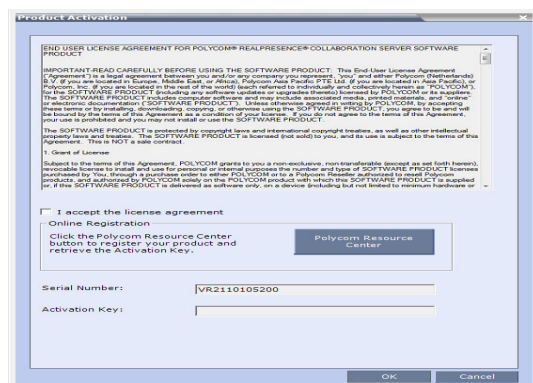 Product Activation
END USER LICENSE AGREEMENT FOR POLYCOM® REALPRESENCE® COLLABORATION SERVER SOFTWARE
PRODUCT
IMPORTANT-READ CAREFULLY BEFORE USING THE SOFTWARE PRODUCT: This End-User License Agreement
("Agreement") is a legal agreement between you and/or any company you represent, "you" and either Polycom (Netherlands)
B.V. (if you are located in Europe, Middle East, or Africa), Polycom Asia Pacific PTE Ltd. (if you are located in Asia Pacific), or
Polycom, Inc. (if you are located in the rest of the world) (each referred to individually and collectively herein as "POLYCOM"),
for the SOFTWARE PRODUCT (including any software updates or upgrades thereto) licensed by POLYCOM or its suppliers.
The SOFTWARE PRODUCT includes computer software and may include associated media, printed materials, and "online"
or electronic documentation ("SOFTWARE PRODUCT"). Unless otherwise agreed in writing by POLYCOM, by accepting
these terms or by installing, downloading, copying, or otherwise using the SOFTWARE PRODUCT, you agree to be and will
be bound by the terms of this Agreement as a condition of your license. If you do not agree to the terms of this Agreement,
your use is prohibited and you may not install or use the SOFTWARE PRODUCT.
The SOFTWARE PRODUCT is protected by copyright laws and international copyright treaties, as well as other intellectual
property laws and treaties. The SOFTWARE PRODUCT is licensed (not sold) to you, and its use is subject to the terms of this
Agreement. This is NOT a sale contract.
1. Grant of License
Subject to the terms of this Agreement, POLYCOM grants to you a non-exclusive, non-transferable (except as set forth herein),
revocable license to install and use for personal or internal purposes the number and type of SOFTWARE PRODUCT licenses
purchased by You, through a purchase order to either POLYCOM or to a Polycom Reseller authorized to resell Polycom
products, and authorized by POLYCOM solely on the POLYCOM product with which this SOFTWARE PRODUCT is supplied
or, if this SOFTWARE PRODUCT is delivered as software only, on a device (including but not limited to minimum hardware or
I accept the license agreement
Online Registration
Click the Polycom Resource Center
button to register your product and
retrieve the Activation Key.
Polycom Resource
Center
Serial Number: VR2110105200
Activation Key:
OK Cancel